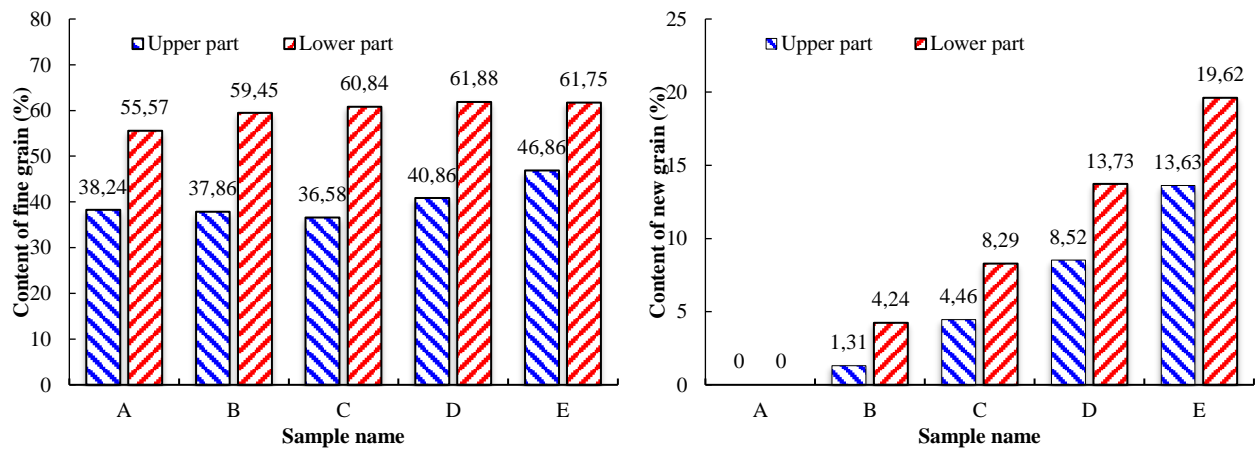 Content of fine grain (%)
80
70
60
50
40
30
20
10
0
Upper part
Lower part
38,24
55,57
37,86
59,45
36,58
60,84
40,86
61,88
46,86
61,75
A
B
C
D
E
Sample name
Content of new grain (%)
25
20
15
10
5
0
Upper part
Lower part
0
0
1,31
4,24
4,46
8,29
8,52
13,73
13,63
19,62
A
B
C
D
E
Sample name